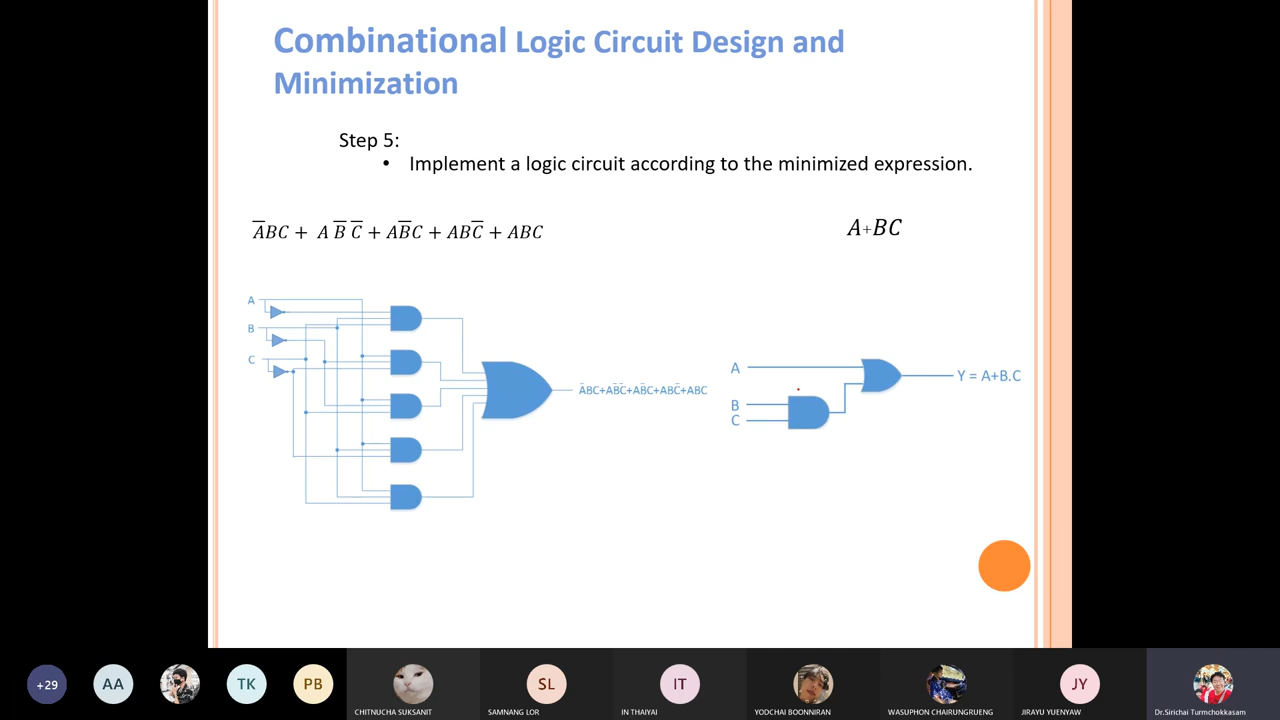 Combinational Logic Circuit Design and
Minimization
Step 5:
• Implement a logic circuit according to the minimized expression.
A̅BC + A B̅ C̅ + AB̅C + ABC̅ + ABC
A+BC
A
B
C
A̅BC+AB̅C̅+AB̅C+ABC̅+ABC
A
B
C
Y = A+B.C
+29
AA
TK
PB
SL
IT
JY
CHITNUCHA SUKSANIT
SAMNANG LOR
IN THAIYAI
YODCHAI BOONNIRAN
WASUPHON CHAIRUNGRUENG
JIRAYU YUENYAW
Dr.Sirichai Turmchokkasam